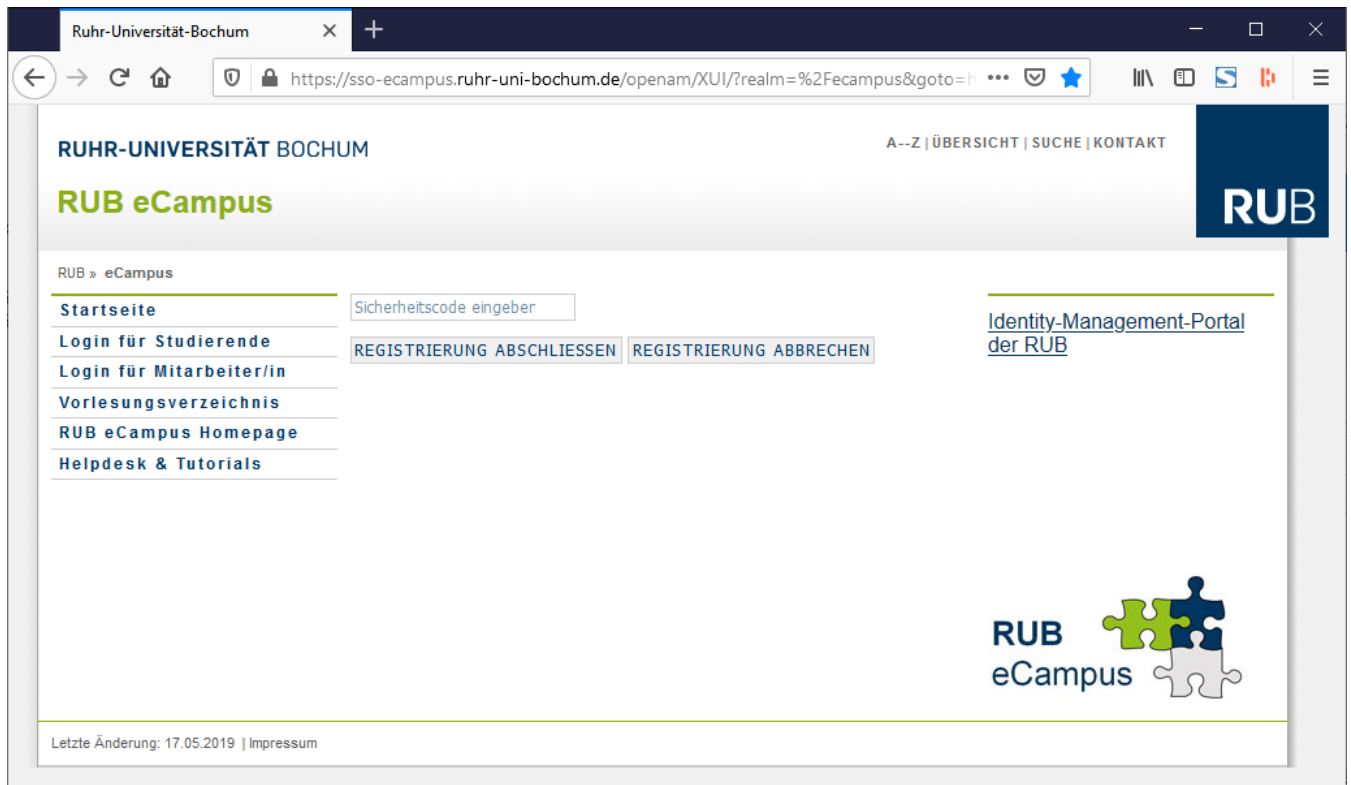 Ruhr-Universität-Bochum
https://sso-ecampus.ruhr-uni-bochum.de/openam/XUI/?realm=%2Fecampus&goto=h
RUHR-UNIVERSITÄT BOCHUM
A--Z | ÜBERSICHT | SUCHE | KONTAKT
RUB eCampus
RUB
RUB » eCampus
Startseite
Login für Studierende
Login für Mitarbeiter/in
Vorlesungsverzeichnis
RUB eCampus Homepage
Helpdesk & Tutorials
Sicherheitscode eingeben
REGISTRIERUNG ABSCHLIESSEN REGISTRIERUNG ABBRECHEN
Identity-Management-Portal
der RUB
RUB
eCampus
Letzte Änderung: 17.05.2019 | Impressum